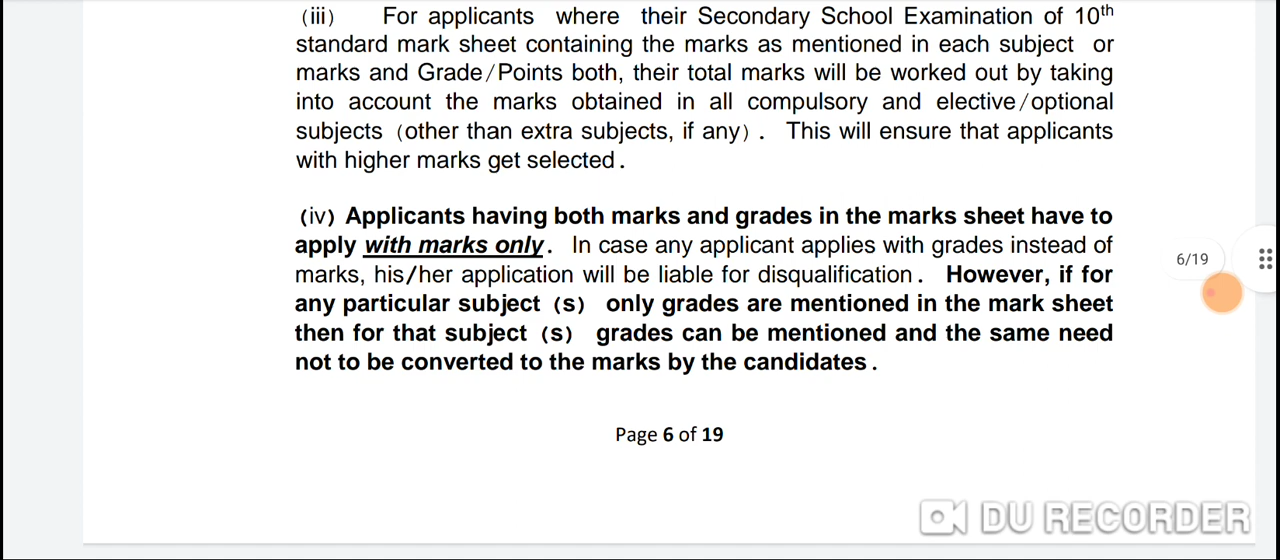 (iii) For applicants where their Secondary School Examination of 10th
standard mark sheet containing the marks as mentioned in each subject or
marks and Grade/Points both, their total marks will be worked out by taking
into account the marks obtained in all compulsory and elective/optional
subjects (other than extra subjects, if any). This will ensure that applicants
with higher marks get selected.
(iv) Applicants having both marks and grades in the marks sheet have to
apply with marks only. In case any applicant applies with grades instead of
marks, his/her application will be liable for disqualification. However, if for
any particular subject (s) only grades are mentioned in the mark sheet
then for that subject (s) grades can be mentioned and the same need
not to be converted to the marks by the candidates.
6/19
Page 6 of 19
DU RECORDER